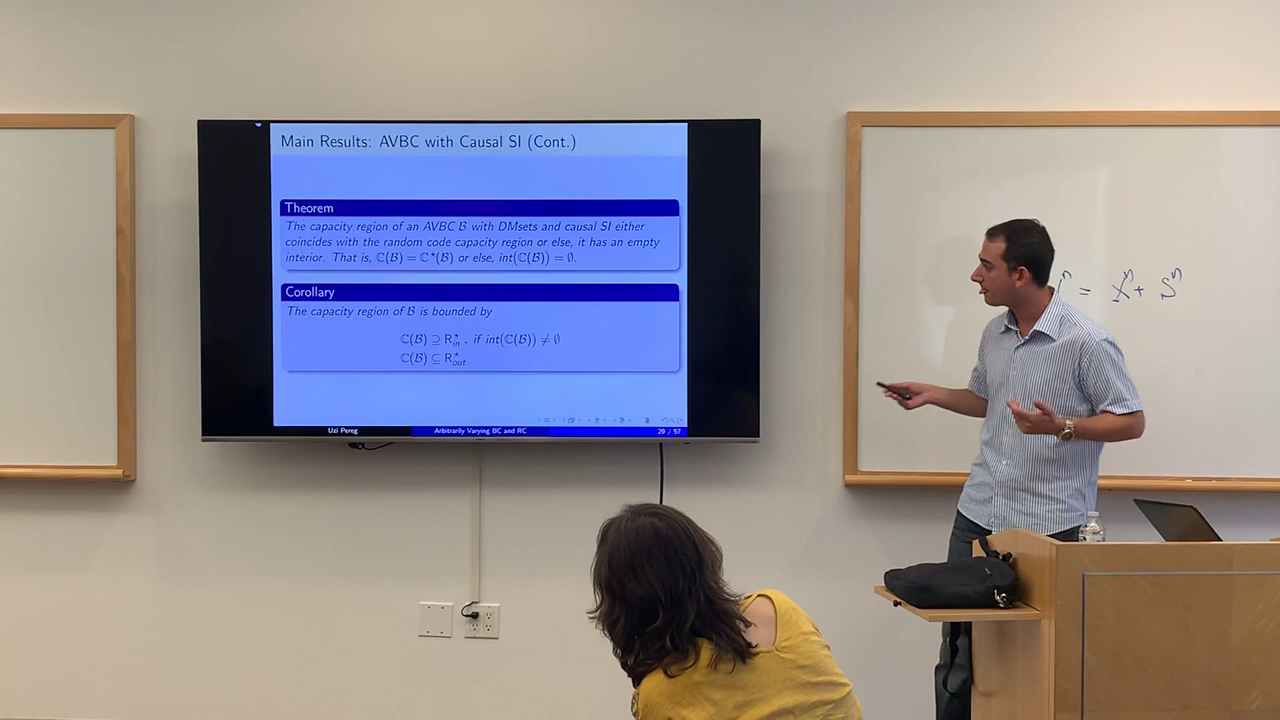 Main Results: AVBC with Causal SI (Cont.)
Theorem
The capacity region of an AVBC ℬ with DMsets and causal SI either
coincides with the random code capacity region or else, it has an empty
interior. That is, ℂ(ℬ) = ℂ*(ℬ) or else, int(ℂ(ℬ)) = ∅.
Corollary
The capacity region of ℬ is bounded by
ℂ(ℬ) ⊇ R*in , if int(ℂ(ℬ)) ≠ ∅
ℂ(ℬ) ⊆ R*out
Uzi Pereg Arbitrarily Varying BC and RC 29 / 57
n = Xn + Sn